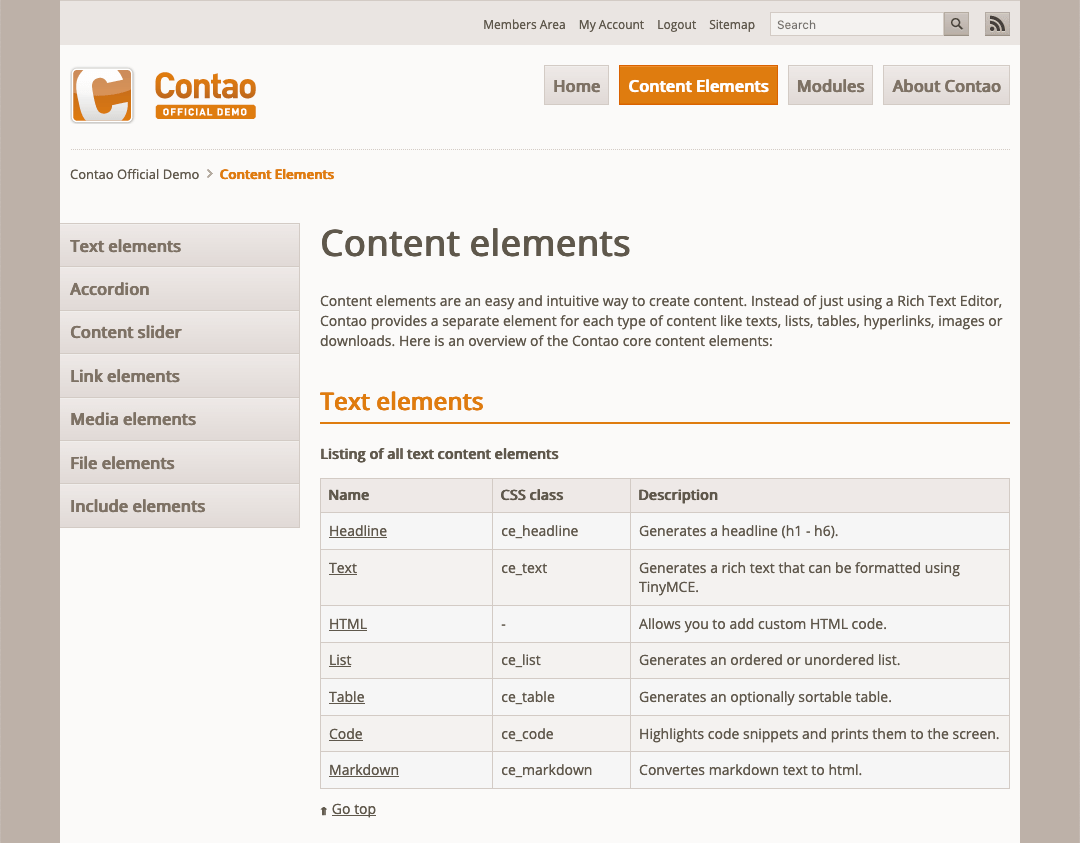 Members Area My Account Logout Sitemap Search
Contao
OFFICIAL DEMO
Home Content Elements Modules About Contao
Contao Official Demo > Content Elements
Text elements
Accordion
Content slider
Link elements
Media elements
File elements
Include elements
Content elements
Content elements are an easy and intuitive way to create content. Instead of just using a Rich Text Editor,
Contao provides a separate element for each type of content like texts, lists, tables, hyperlinks, images or
downloads. Here is an overview of the Contao core content elements:
Text elements
Listing of all text content elements
Name CSS class Description
Headline ce_headline Generates a headline (h1 - h6).
Text ce_text Generates a rich text that can be formatted using
TinyMCE.
HTML - Allows you to add custom HTML code.
List ce_list Generates an ordered or unordered list.
Table ce_table Generates an optionally sortable table.
Code ce_code Highlights code snippets and prints them to the screen.
Markdown ce_markdown Convertes markdown text to html.
Go top